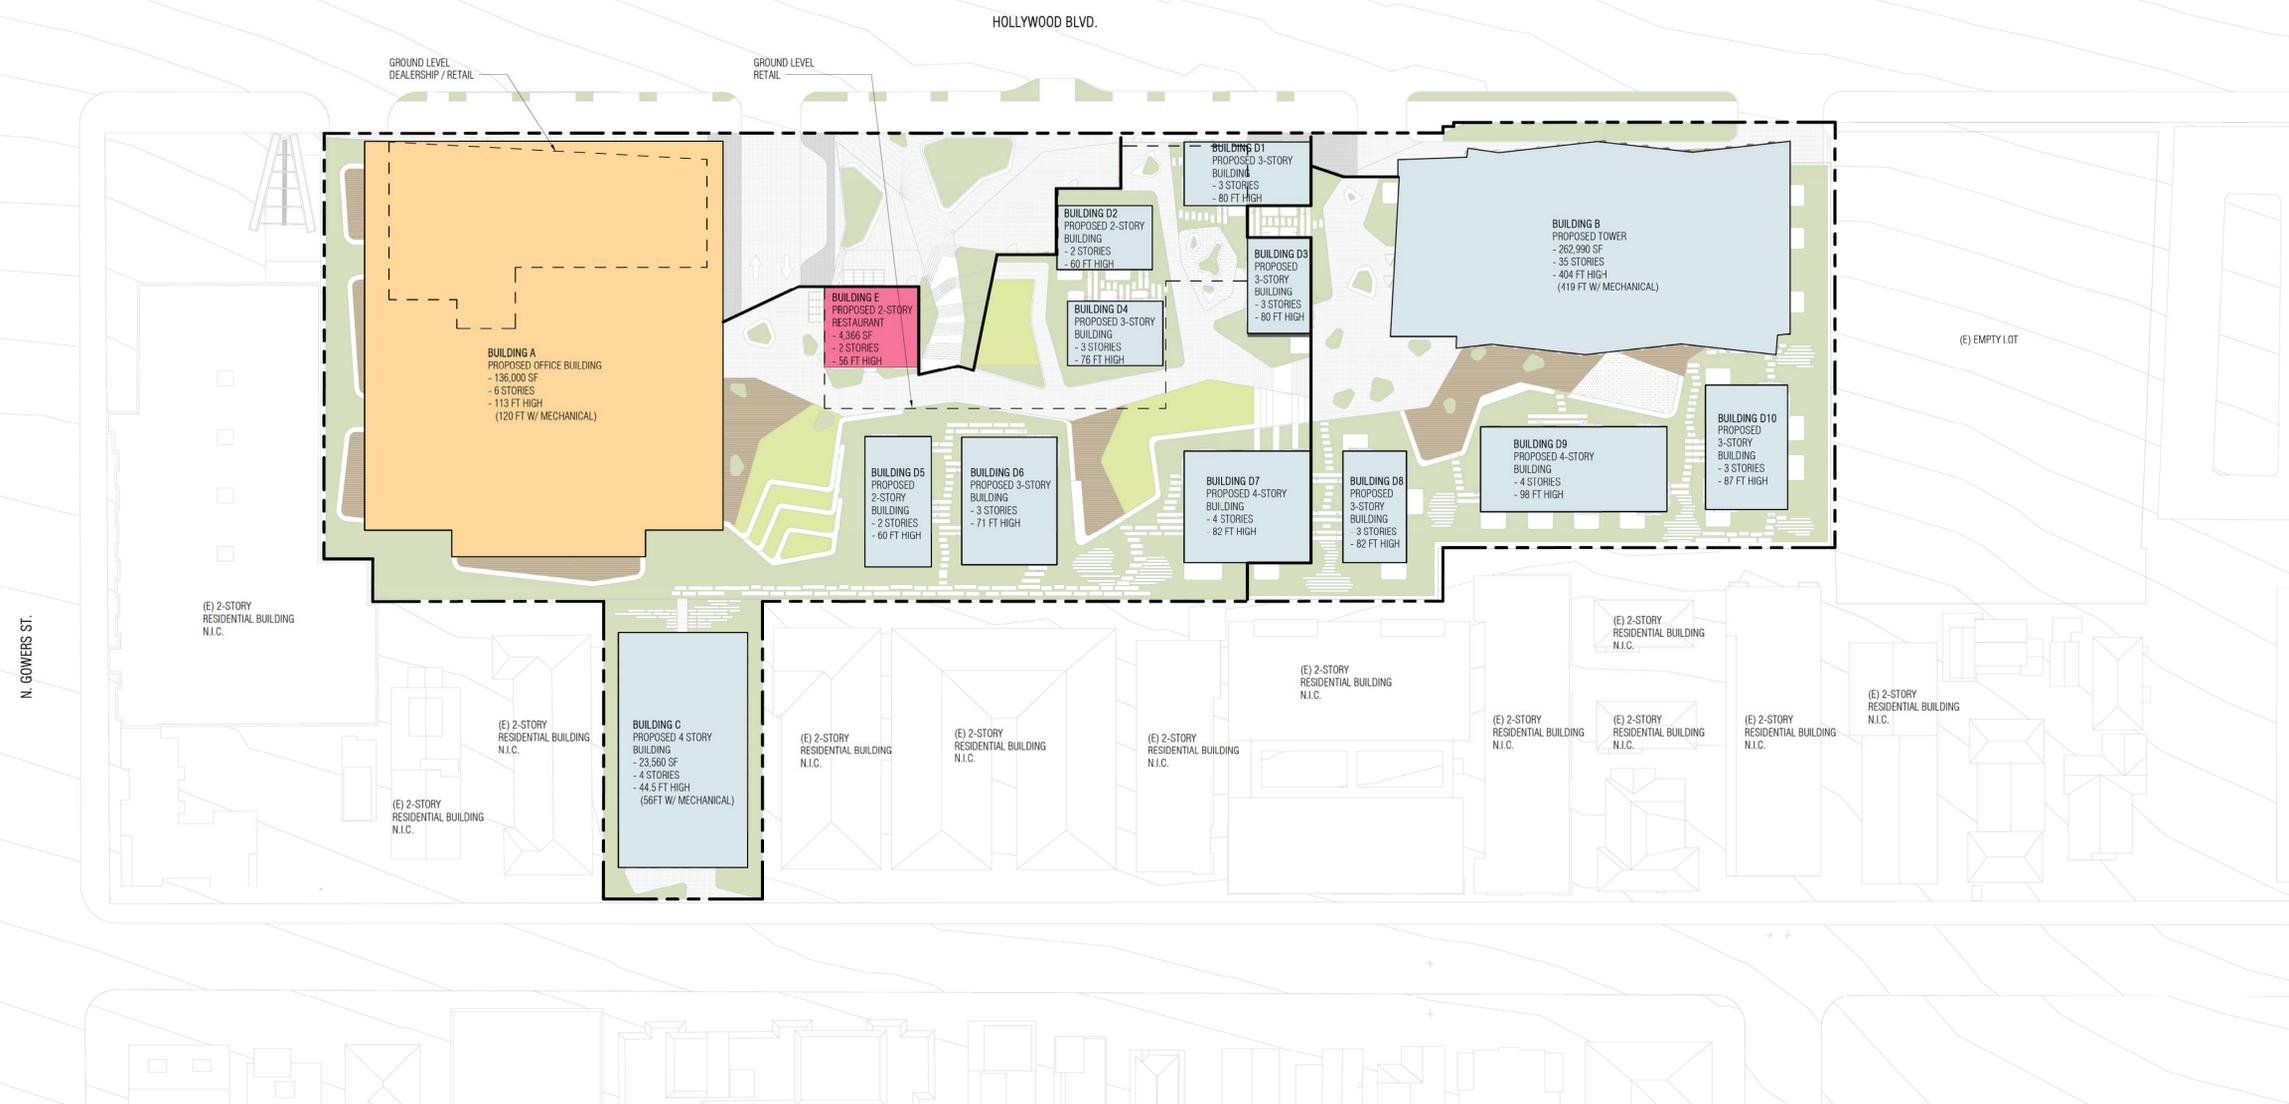 HOLLYWOOD BLVD.
GROUND LEVEL
DEALERSHIP / RETAIL
GROUND LEVEL
RETAIL
BUILDING D1
PROPOSED 3-STORY
BUILDING
- 3 STORIES
- 80 FT HIGH
BUILDING D2
PROPOSED 2-STORY
BUILDING
- 2 STORIES
- 60 FT HIGH
BUILDING B
PROPOSED TOWER
- 262,990 SF
- 35 STORIES
- 404 FT HIGH
(419 FT W/ MECHANICAL)
BUILDING D3
PROPOSED
3-STORY
BUILDING
- 3 STORIES
- 80 FT HIGH
BUILDING E
PROPOSED 2-STORY
RESTAURANT
- 4,366 SF
- 2 STORIES
- 56 FT HIGH
BUILDING D4
PROPOSED 3-STORY
BUILDING
- 3 STORIES
- 76 FT HIGH
(E) EMPTY LOT
BUILDING A
PROPOSED OFFICE BUILDING
- 136,000 SF
- 6 STORIES
- 113 FT HIGH
(120 FT W/ MECHANICAL)
BUILDING D5
PROPOSED
2-STORY
BUILDING
- 2 STORIES
- 60 FT HIGH
BUILDING D6
PROPOSED 3-STORY
BUILDING
- 3 STORIES
- 71 FT HIGH
BUILDING D7
PROPOSED 4-STORY
BUILDING
- 4 STORIES
- 82 FT HIGH
BUILDING D8
PROPOSED
3-STORY
BUILDING
- 3 STORIES
- 82 FT HIGH
BUILDING D9
PROPOSED 4-STORY
BUILDING
- 4 STORIES
- 98 FT HIGH
BUILDING D10
PROPOSED
3-STORY
BUILDING
- 3 STORIES
- 87 FT HIGH
N. GOWERS ST.
(E) 2-STORY
RESIDENTIAL BUILDING
N.I.C.
(E) 2-STORY
RESIDENTIAL BUILDING
N.I.C.
(E) 2-STORY
RESIDENTIAL BUILDING
N.I.C.
BUILDING C
PROPOSED 4 STORY
BUILDING
- 23,560 SF
- 4 STORIES
- 44.5 FT HIGH
(56FT W/ MECHANICAL)
(E) 2-STORY
RESIDENTIAL BUILDING
N.I.C.
(E) 2-STORY
RESIDENTIAL BUILDING
N.I.C.
(E) 2-STORY
RESIDENTIAL BUILDING
N.I.C.
(E) 2-STORY
RESIDENTIAL BUILDING
N.I.C.
(E) 2-STORY
RESIDENTIAL BUILDING
N.I.C.
(E) 2-STORY
RESIDENTIAL BUILDING
N.I.C.
(E) 2-STORY
RESIDENTIAL BUILDING
N.I.C.
(E) 2-STORY
RESIDENTIAL BUILDING
N.I.C.
(E) 2-STORY
RESIDENTIAL BUILDING
N.I.C.